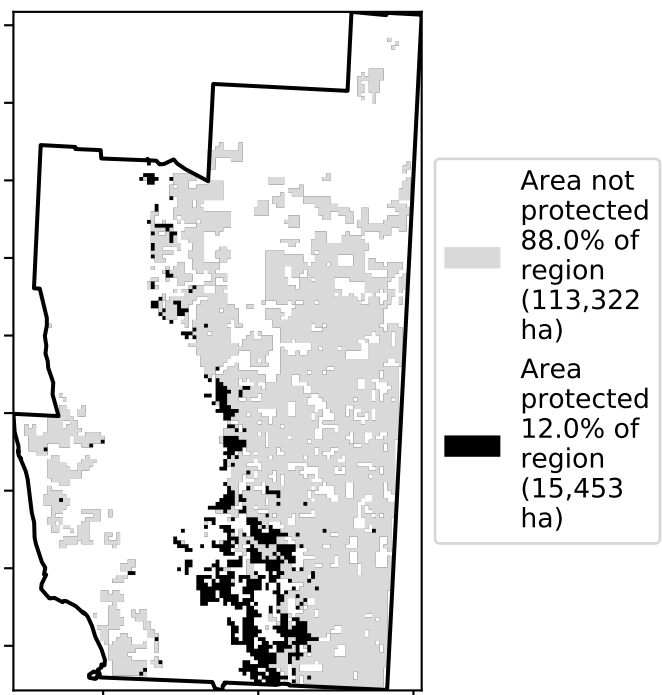 Area not
protected
88.0% of
region
(113,322
ha)
Area
protected
12.0% of
region
(15,453
ha)